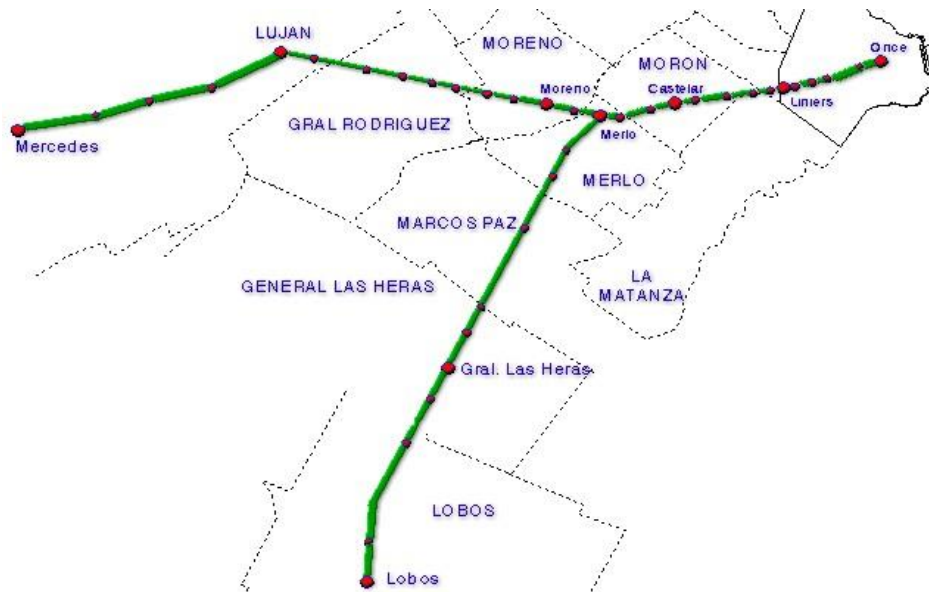 LUJAN
MORENO
Once
MORON
Moreno
Castelar
Liniers
GRAL RODRIGUEZ
Merlo
Mercedes
MERLO
MARCOS PAZ
LA
MATANZA
GENERAL LAS HERAS
Gral. Las Heras
LOBOS
Lobos